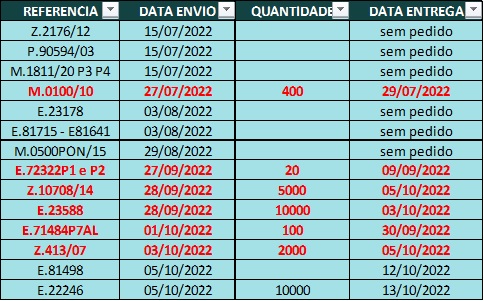 REFERENCIA DATA ENVIO QUANTIDADE DATA ENTREGA
Z.2176/12 15/07/2022 sem pedido
P.90594/03 15/07/2022 sem pedido
M.1811/20 P3 P4 15/07/2022 sem pedido
M.0100/10 27/07/2022 400 29/07/2022
E.23178 03/08/2022 sem pedido
E.81715 - E81641 03/08/2022 sem pedido
M.0500PON/15 29/08/2022 sem pedido
E.72322P1 e P2 27/09/2022 20 09/09/2022
Z.10708/14 28/09/2022 5000 05/10/2022
E.23588 28/09/2022 10000 03/10/2022
E.71484P7AL 01/10/2022 100 30/09/2022
Z.413/07 03/10/2022 2000 05/10/2022
E.81498 05/10/2022 12/10/2022
E.22246 05/10/2022 10000 13/10/2022